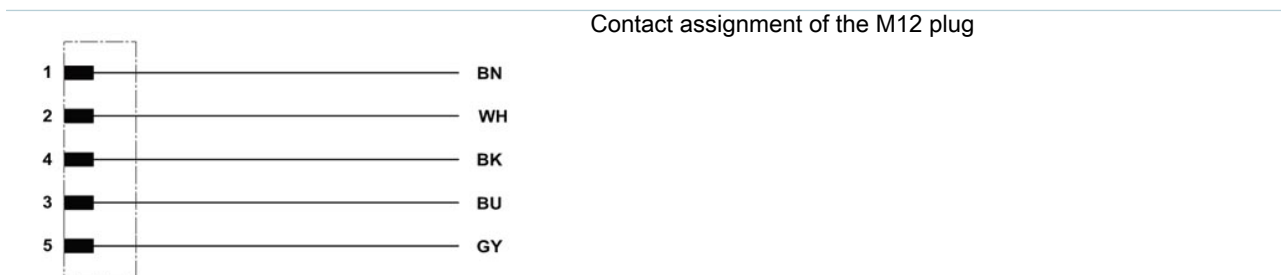 Contact assignment of the M12 plug
1 BN
2 WH
4 BK
3 BU
5 GY